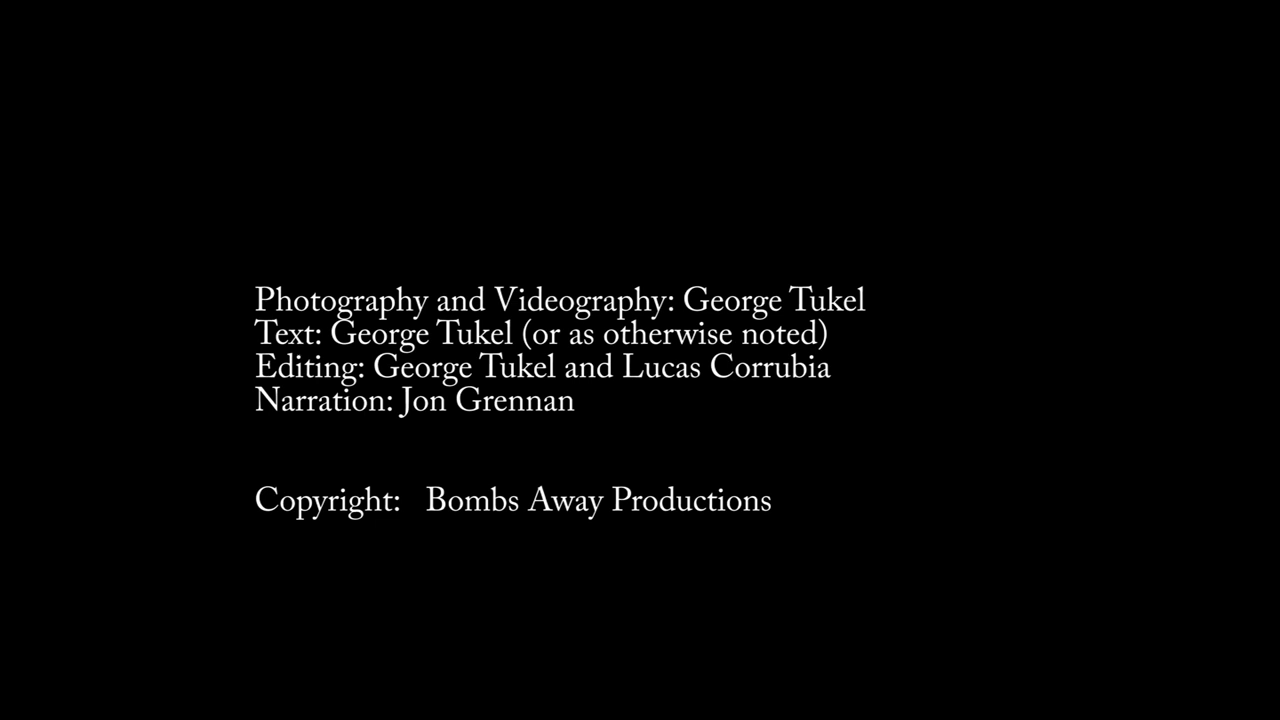 Photography and Videography: George Tukel
Text: George Tukel (or as otherwise noted)
Editing: George Tukel and Lucas Corrubia
Narration: Jon Grennan
Copyright: Bombs Away Productions